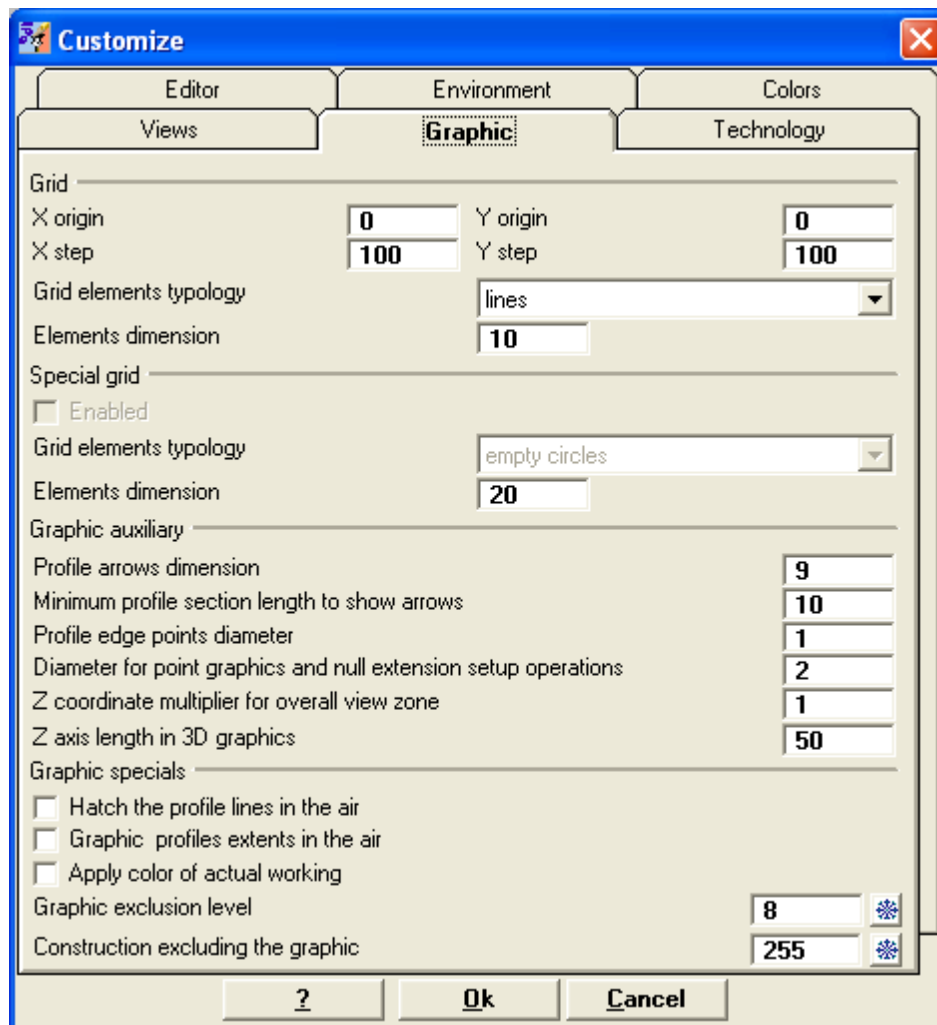 Customize
Editor Environment Colors
Views Graphic Technology
Grid
X origin 0 Y origin 0
X step 100 Y step 100
Grid elements typology lines
Elements dimension 10
Special grid
Enabled
Grid elements typology empty circles
Elements dimension 20
Graphic auxiliary
Profile arrows dimension 9
Minimum profile section length to show arrows 10
Profile edge points diameter 1
Diameter for point graphics and null extension setup operations 2
Z coordinate multiplier for overall view zone 1
Z axis length in 3D graphics 50
Graphic specials
Hatch the profile lines in the air
Graphic profiles extents in the air
Apply color of actual working
Graphic exclusion level 8
Construction excluding the graphic 255
? Ok Cancel